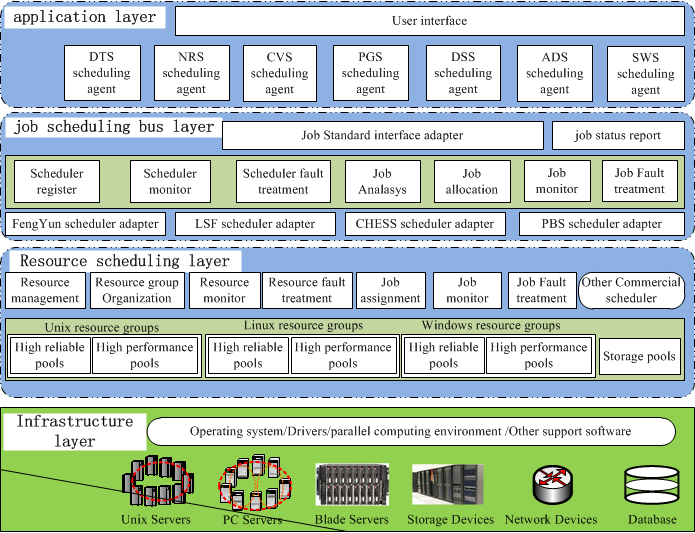 application layer
User interface
DTS
scheduling
agent
NRS
scheduling
agent
CVS
scheduling
agent
PGS
scheduling
agent
DSS
scheduling
agent
ADS
scheduling
agent
SWS
scheduling
agent
job scheduling bus layer
Job Standard interface adapter
job status report
Scheduler
register
Scheduler
monitor
Scheduler fault
treatment
Job
Analasys
Job
allocation
Job
monitor
Job Fault
treatment
FengYun scheduler adapter
LSF scheduler adapter
CHESS scheduler adapter
PBS scheduler adapter
Resource scheduling layer
Resource
management
Resource group
Organization
Resource
monitor
Resource fault
treatment
Job
assignment
Job
monitor
Job Fault
treatment
Other Commercial
scheduler
Unix resource groups
Linux resource groups
Windows resource groups
High reliable
pools
High performance
pools
High reliable
pools
High performance
pools
High reliable
pools
High performance
pools
Storage pools
Infrastructure
layer
Operating system/Drivers/parallel computing environment /Other support software
Unix Servers
PC Servers
Blade Servers
Storage Devices
Network Devices
Database